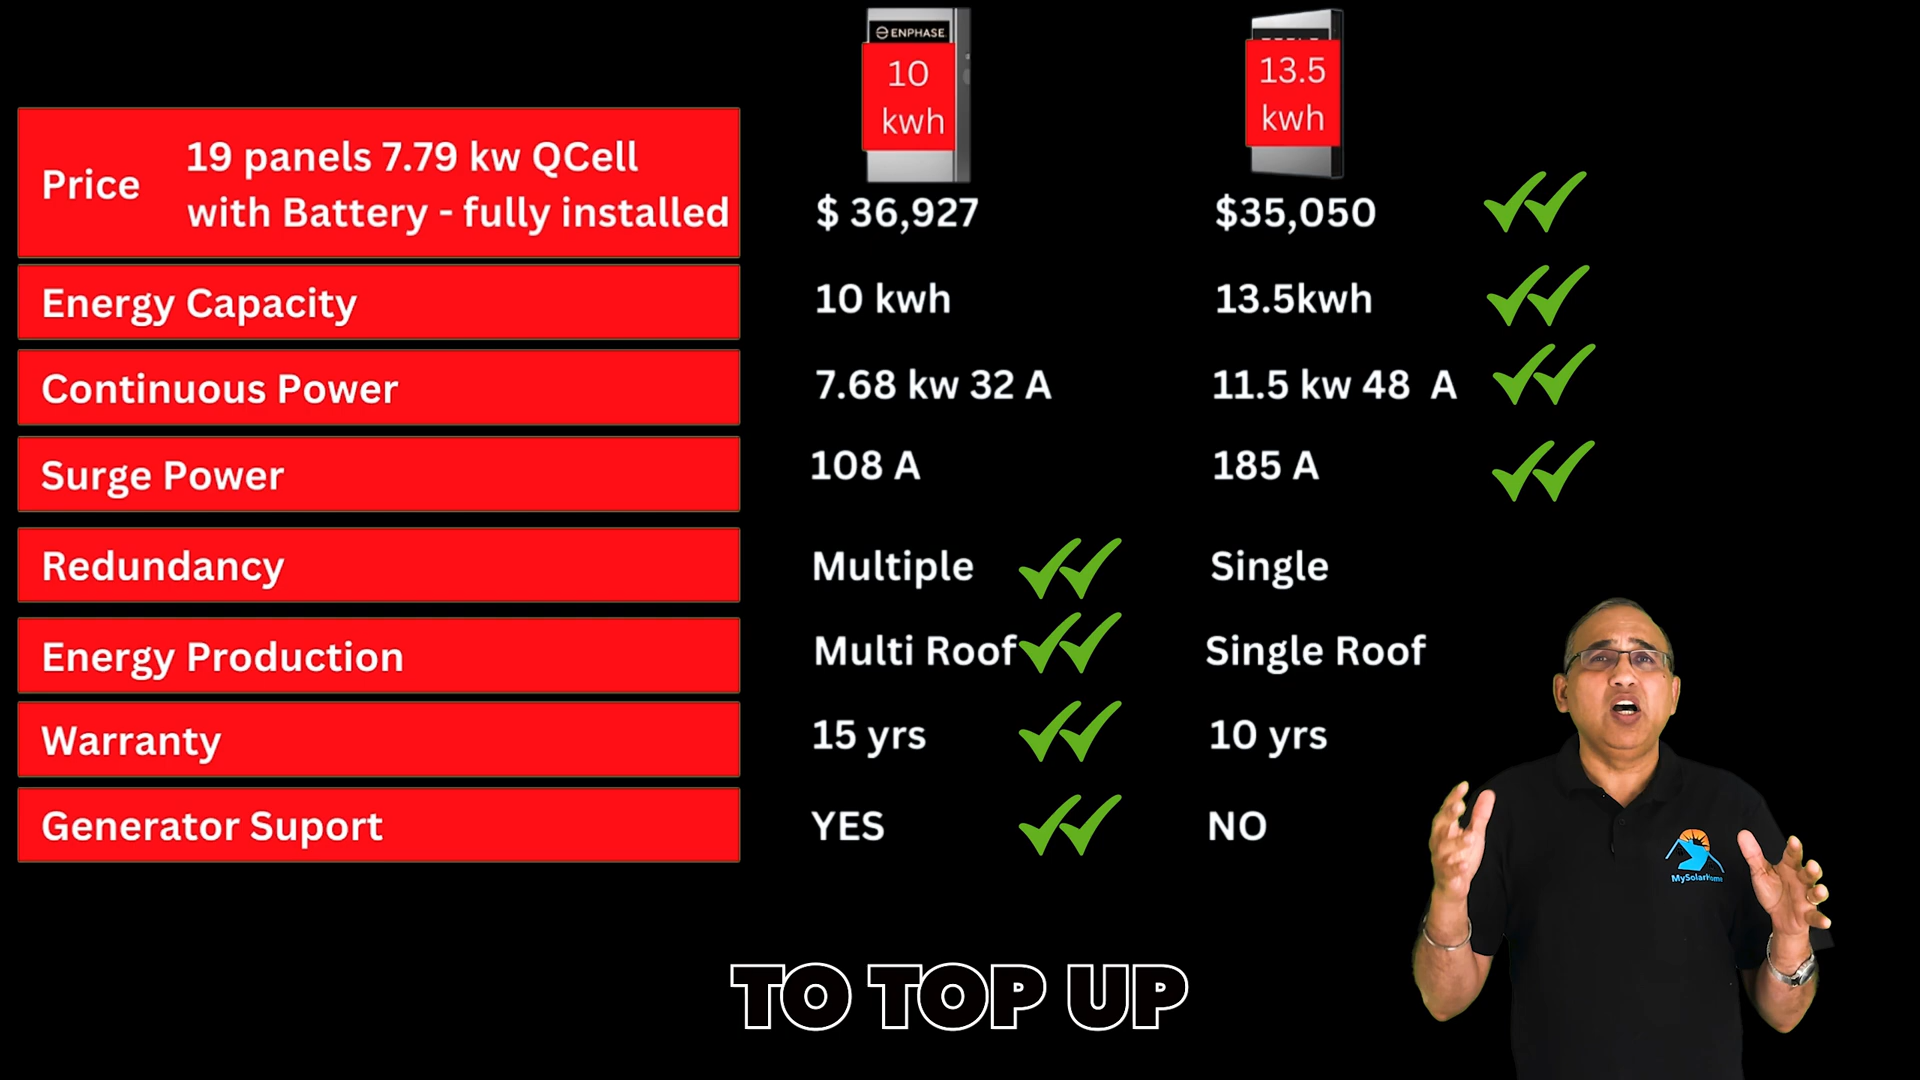 ENPHASE
10
kwh
13.5
kwh
Price
19 panels 7.79 kw QCell
with Battery - fully installed
$ 36,927
$35,050
Energy Capacity
10 kwh
13.5kwh
Continuous Power
7.68 kw 32 A
11.5 kw 48 A
Surge Power
108 A
185 A
Redundancy
Multiple
Single
Energy Production
Multi Roof
Single Roof
Warranty
15 yrs
10 yrs
Generator Suport
YES
NO
MySolarHome
TO TOP UP